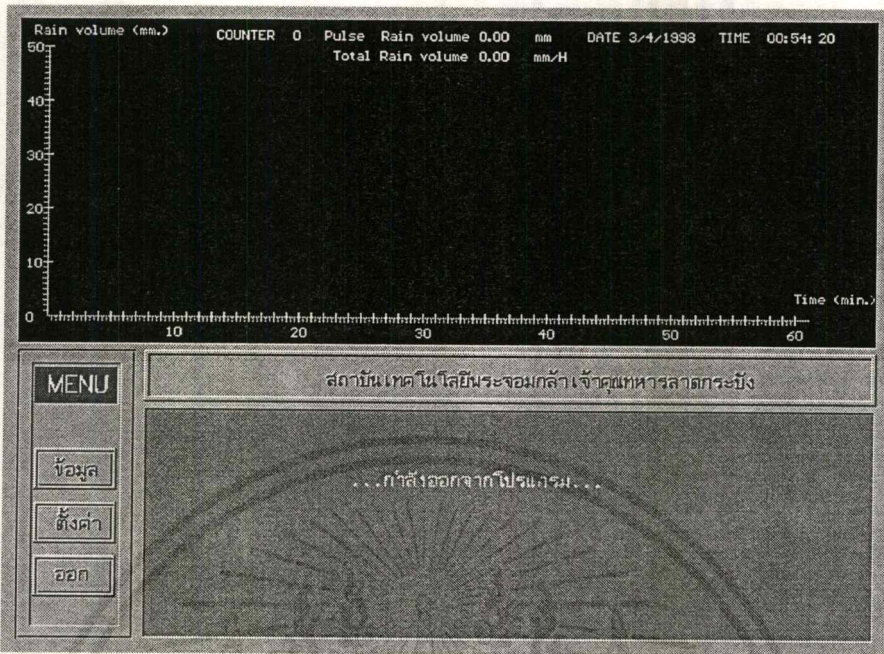 Rain volume (mm.) COUNTER 0 Pulse Rain volume 0.00 mm DATE 3/4/1998 TIME 00:54:20
Total Rain volume 0.00 mm/H
50
40
30
20
10
0
Time (min.)
10 20 30 40 50 60
MENU
สถาบันเทคโนโลยีพระจอมเกล้าเจ้าคุณทหารลาดกระบัง
ข้อมูล
...กำลังออกจากโปรแกรม...
ตั้งค่า
ออก